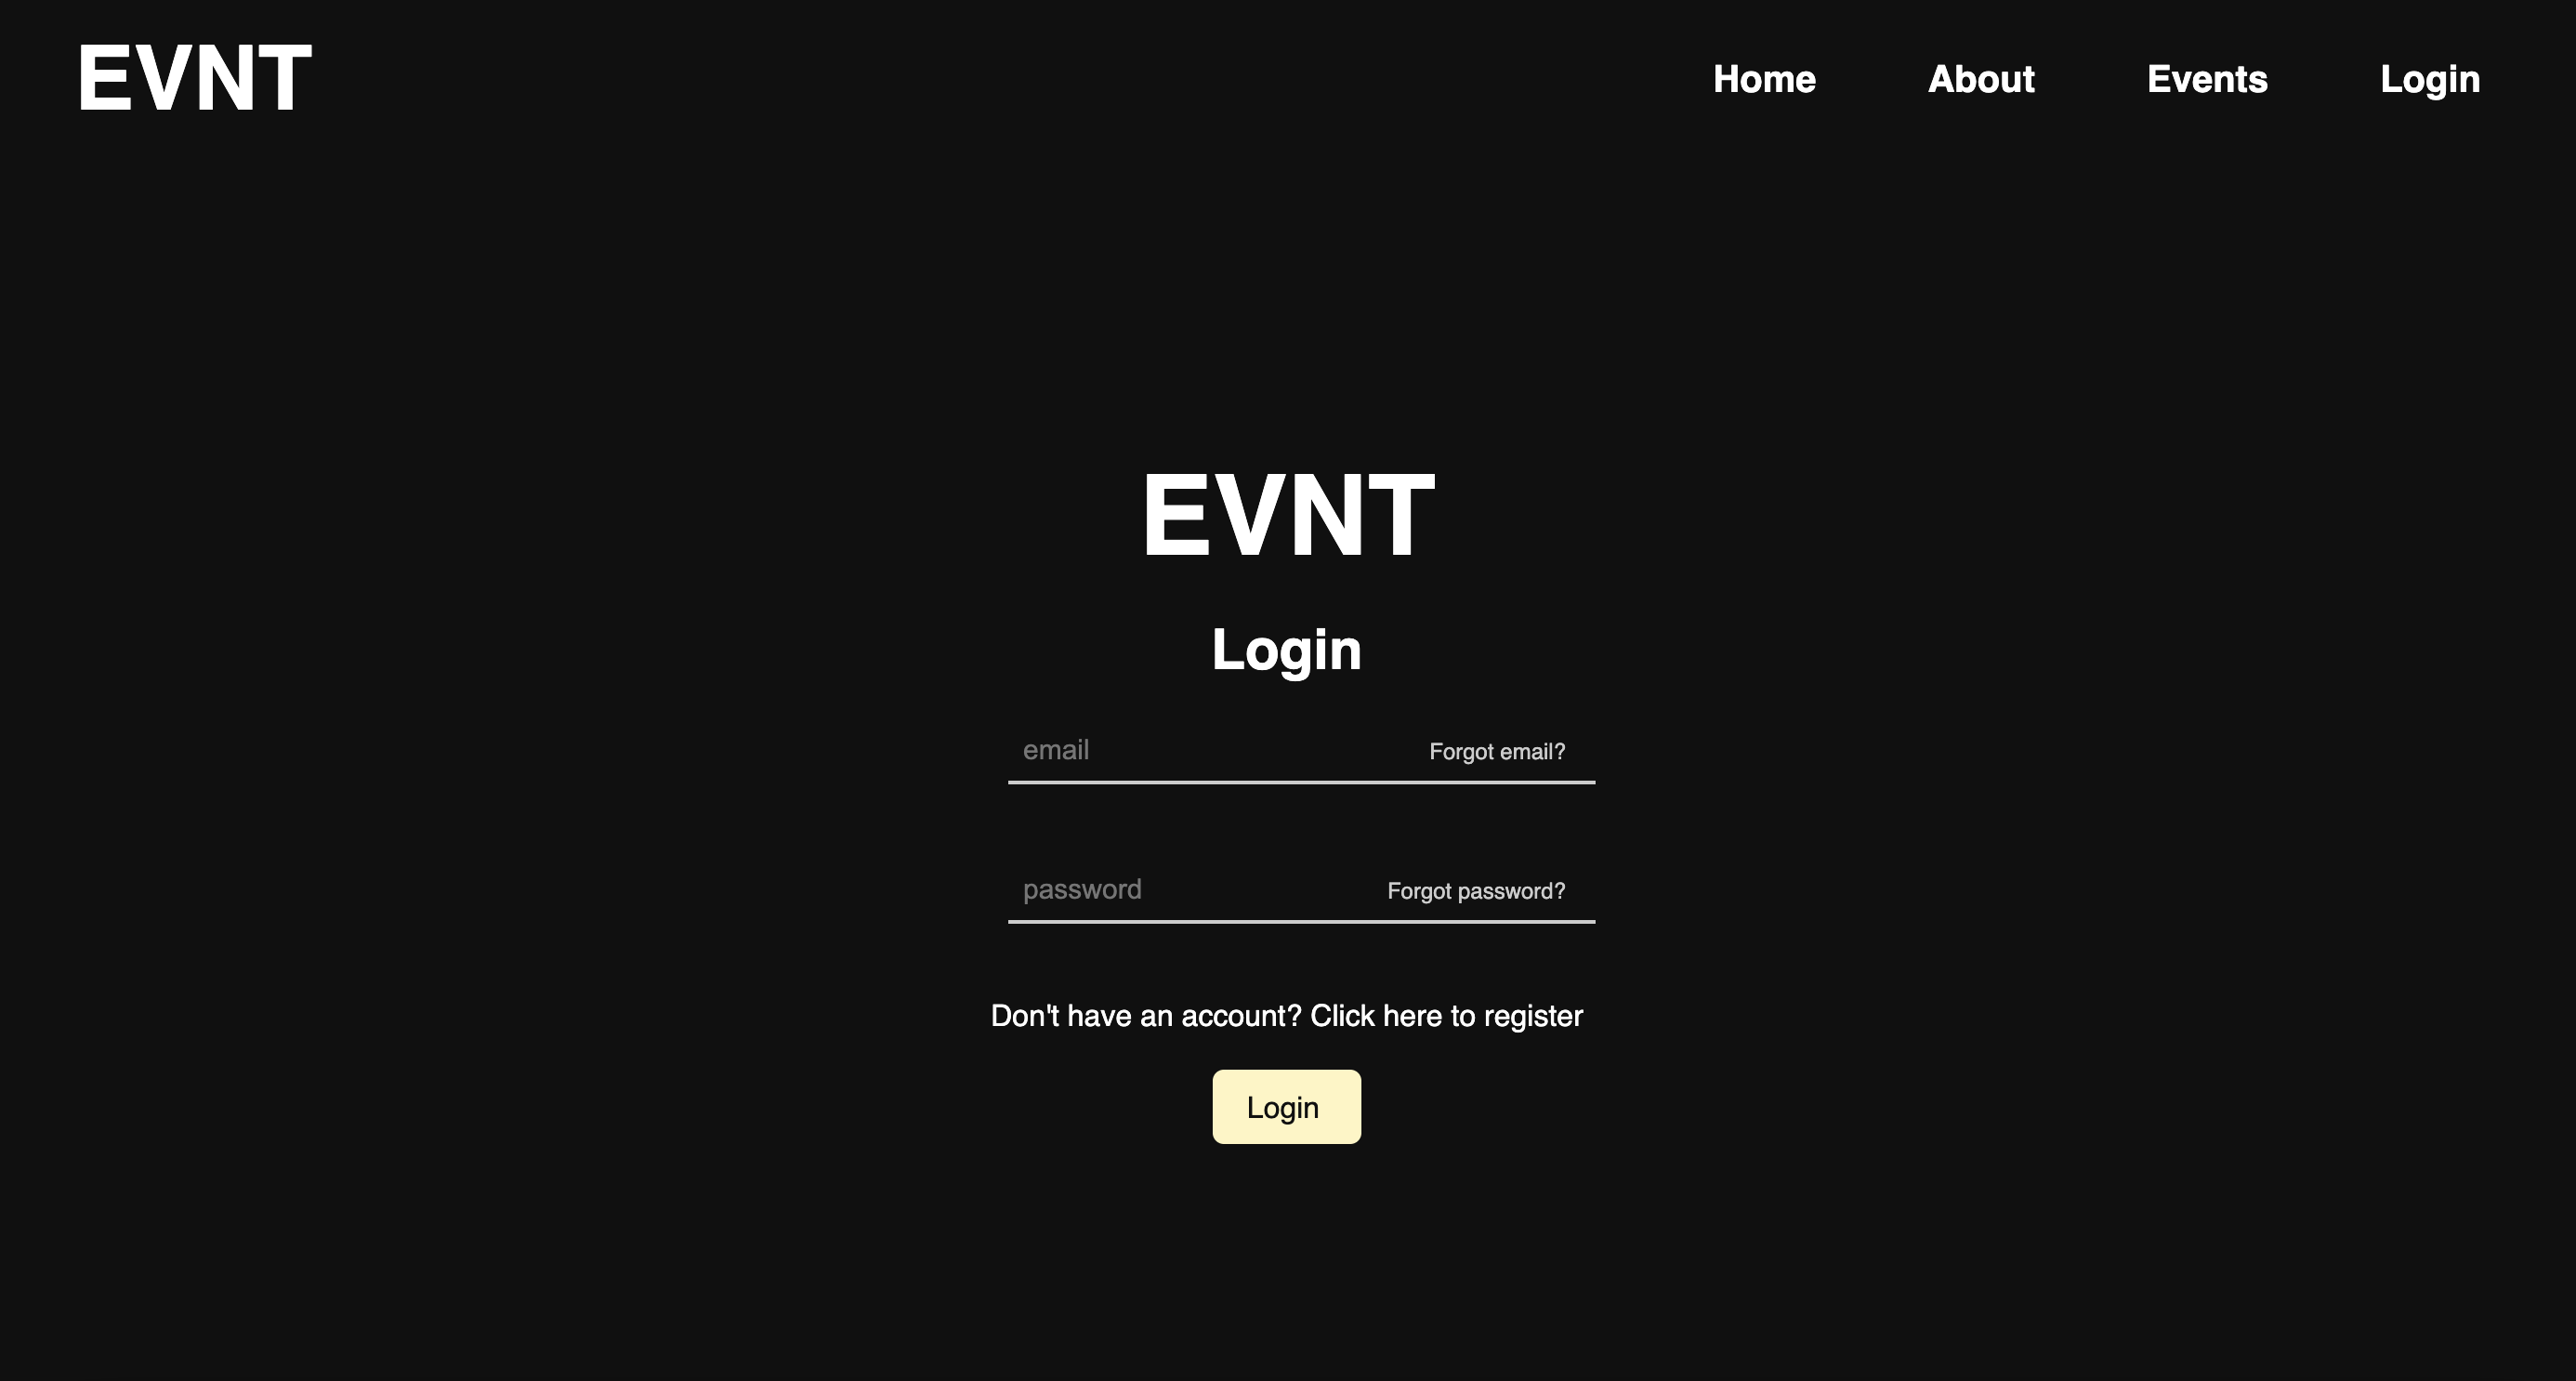 EVNT
Home About Events Login
EVNT
Login
email Forgot email?
password Forgot password?
Don't have an account? Click here to register
Login